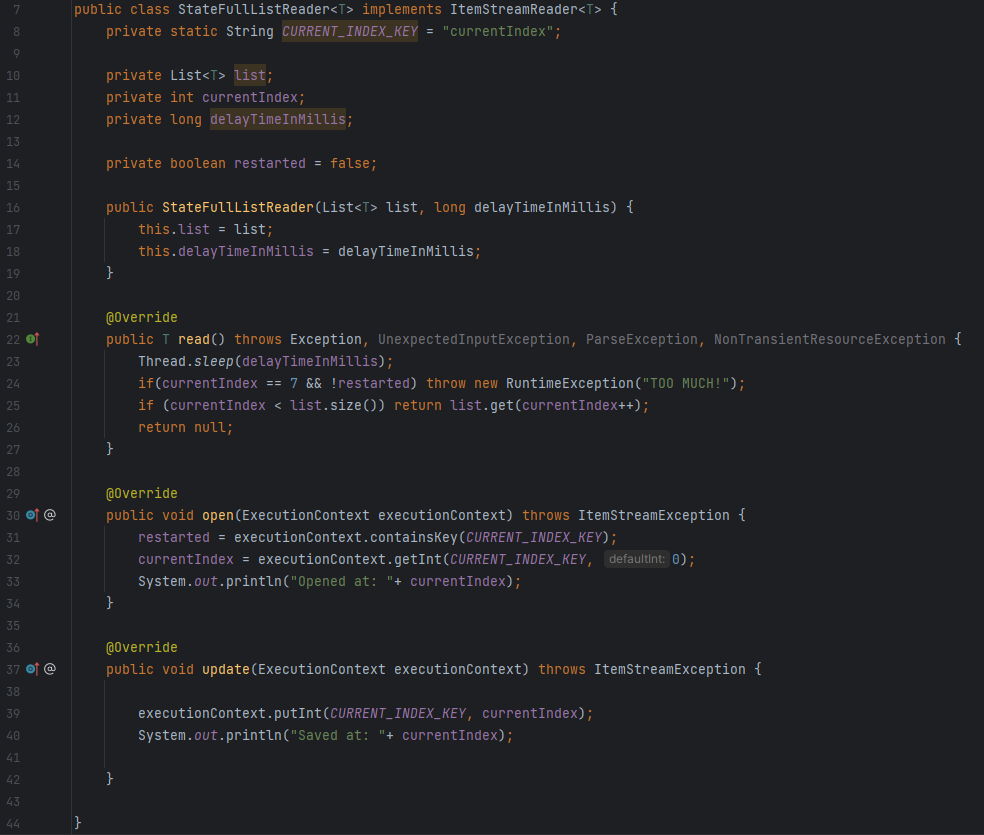 7 public class StateFullListReader<T> implements ItemStreamReader<T> {
8     private static String CURRENT_INDEX_KEY = "currentIndex";
9
10     private List<T> list;
11     private int currentIndex;
12     private long delayTimeInMillis;
13
14     private boolean restarted = false;
15
16     public StateFullListReader(List<T> list, long delayTimeInMillis) {
17         this.list = list;
18         this.delayTimeInMillis = delayTimeInMillis;
19     }
20
21     @Override
22     public T read() throws Exception, UnexpectedInputException, ParseException, NonTransientResourceException {
23         Thread.sleep(delayTimeInMillis);
24         if(currentIndex == 7 && !restarted) throw new RuntimeException("TOO MUCH!");
25         if (currentIndex < list.size()) return list.get(currentIndex++);
26         return null;
27     }
28
29     @Override
30 @     public void open(ExecutionContext executionContext) throws ItemStreamException {
31         restarted = executionContext.containsKey(CURRENT_INDEX_KEY);
32         currentIndex = executionContext.getInt(CURRENT_INDEX_KEY, defaultInt: 0);
33         System.out.println("Opened at: "+ currentIndex);
34     }
35
36     @Override
37 @     public void update(ExecutionContext executionContext) throws ItemStreamException {
38
39         executionContext.putInt(CURRENT_INDEX_KEY, currentIndex);
40         System.out.println("Saved at: "+ currentIndex);
41
42     }
43
44 }